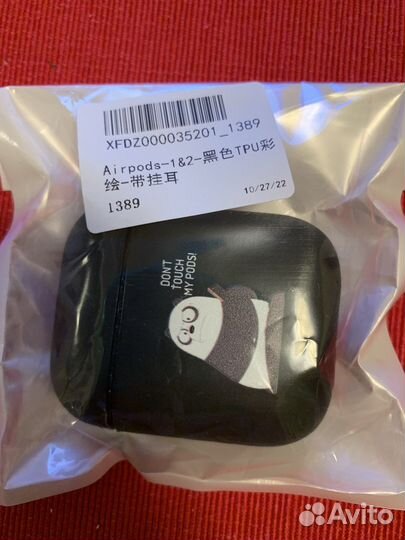 XFDZ000035201_1389
Airpods-1&2-黑色TPU彩
绘-带挂耳
1389
10/27/22
DON'T
TOUCH
MY PODS!
Avito